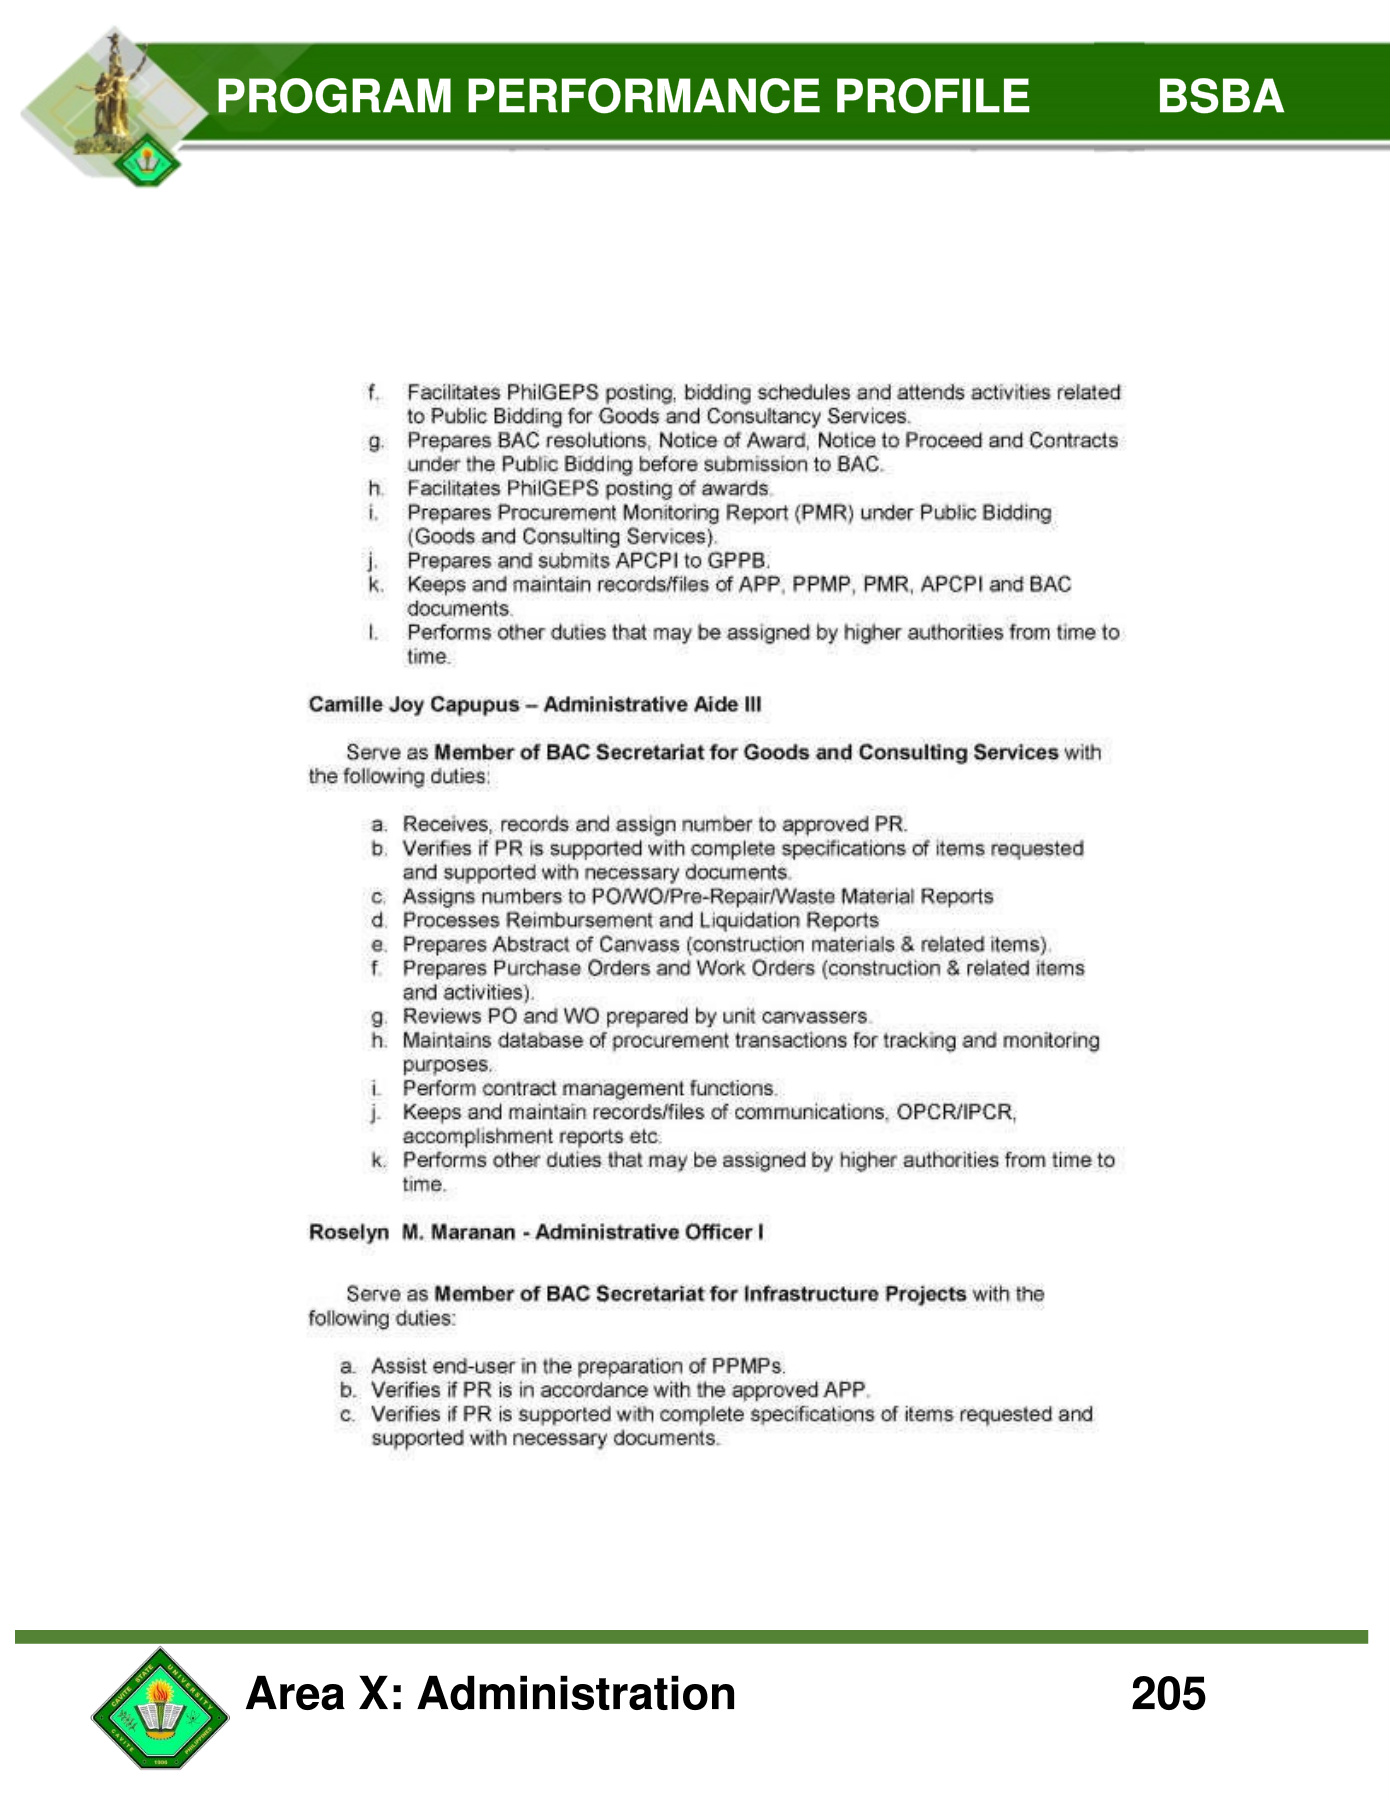 PROGRAM PERFORMANCE PROFILE BSBA
f. Facilitates PhilGEPS posting, bidding schedules and attends activities related
to Public Bidding for Goods and Consultancy Services.
g. Prepares BAC resolutions, Notice of Award, Notice to Proceed and Contracts
under the Public Bidding before submission to BAC.
h. Facilitates PhilGEPS posting of awards.
i. Prepares Procurement Monitoring Report (PMR) under Public Bidding
(Goods and Consulting Services).
j. Prepares and submits APCPI to GPPB.
k. Keeps and maintain records/files of APP, PPMP, PMR, APCPI and BAC
documents.
l. Performs other duties that may be assigned by higher authorities from time to
time.
Camille Joy Capupus – Administrative Aide III
Serve as Member of BAC Secretariat for Goods and Consulting Services with
the following duties:
a. Receives, records and assign number to approved PR.
b. Verifies if PR is supported with complete specifications of items requested
and supported with necessary documents.
c. Assigns numbers to PO/WO/Pre-Repair/Waste Material Reports
d. Processes Reimbursement and Liquidation Reports
e. Prepares Abstract of Canvass (construction materials & related items).
f. Prepares Purchase Orders and Work Orders (construction & related items
and activities).
g. Reviews PO and WO prepared by unit canvassers.
h. Maintains database of procurement transactions for tracking and monitoring
purposes.
i. Perform contract management functions.
j. Keeps and maintain records/files of communications, OPCR/IPCR,
accomplishment reports etc.
k. Performs other duties that may be assigned by higher authorities from time to
time.
Roselyn M. Maranan - Administrative Officer I
Serve as Member of BAC Secretariat for Infrastructure Projects with the
following duties:
a. Assist end-user in the preparation of PPMPs.
b. Verifies if PR is in accordance with the approved APP.
c. Verifies if PR is supported with complete specifications of items requested and
supported with necessary documents.
CAVITE STATE UNIVERSITY
CAVITE PHILIPPINES
1906
Area X: Administration 205